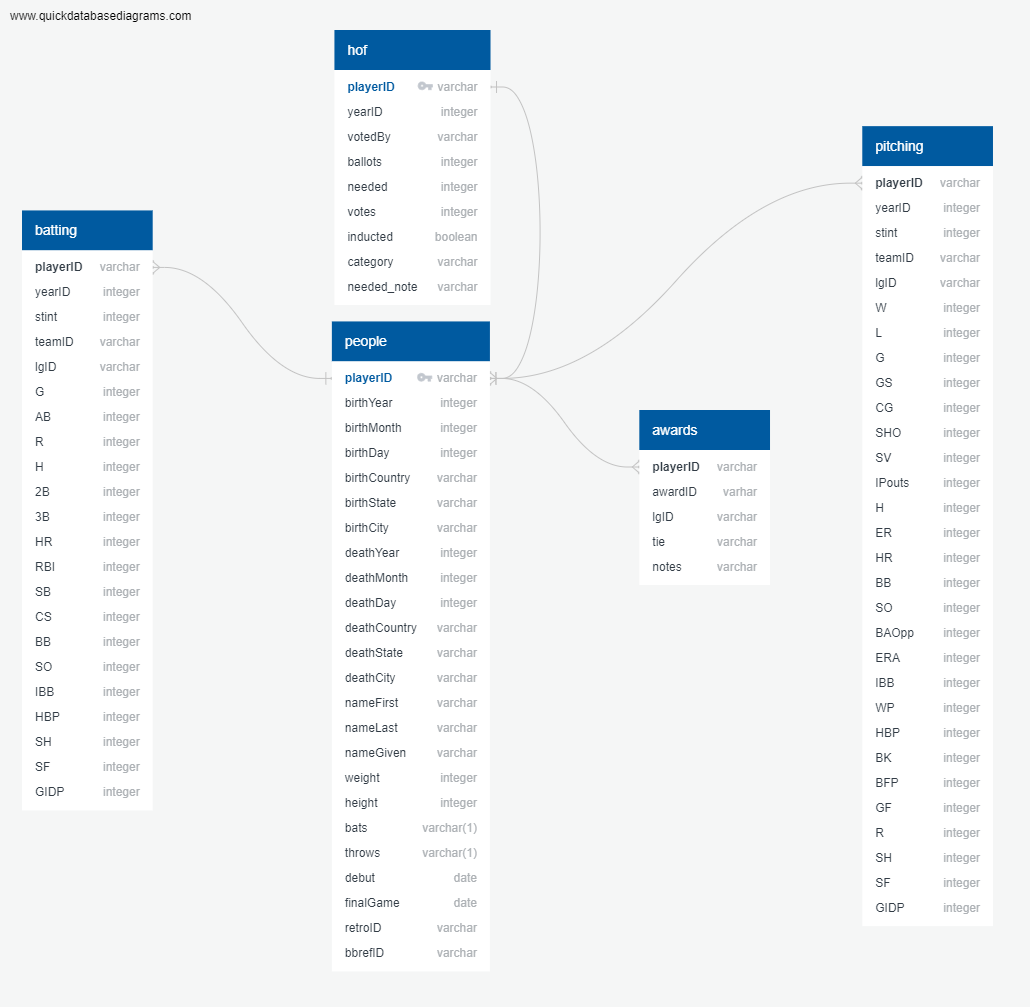 www.quickdatabasediagrams.com
hof
playerID varchar
yearID integer
votedBy varchar
ballots integer
needed integer
votes integer
inducted boolean
category varchar
needed_note varchar
batting
playerID varchar
yearID integer
stint integer
teamID varchar
lgID varchar
G integer
AB integer
R integer
H integer
2B integer
3B integer
HR integer
RBI integer
SB integer
CS integer
BB integer
SO integer
IBB integer
HBP integer
SH integer
SF integer
GIDP integer
people
playerID varchar
birthYear integer
birthMonth integer
birthDay integer
birthCountry varchar
birthState varchar
birthCity varchar
deathYear integer
deathMonth integer
deathDay integer
deathCountry varchar
deathState varchar
deathCity varchar
nameFirst varchar
nameLast varchar
nameGiven varchar
weight integer
height integer
bats varchar(1)
throws varchar(1)
debut date
finalGame date
retroID varchar
bbrefID varchar
awards
playerID varchar
awardID varhar
lgID varchar
tie varchar
notes varchar
pitching
playerID varchar
yearID integer
stint integer
teamID varchar
lgID varchar
W integer
L integer
G integer
GS integer
CG integer
SHO integer
SV integer
IPouts integer
H integer
ER integer
HR integer
BB integer
SO integer
BAOpp integer
ERA integer
IBB integer
WP integer
HBP integer
BK integer
BFP integer
GF integer
R integer
SH integer
SF integer
GIDP integer